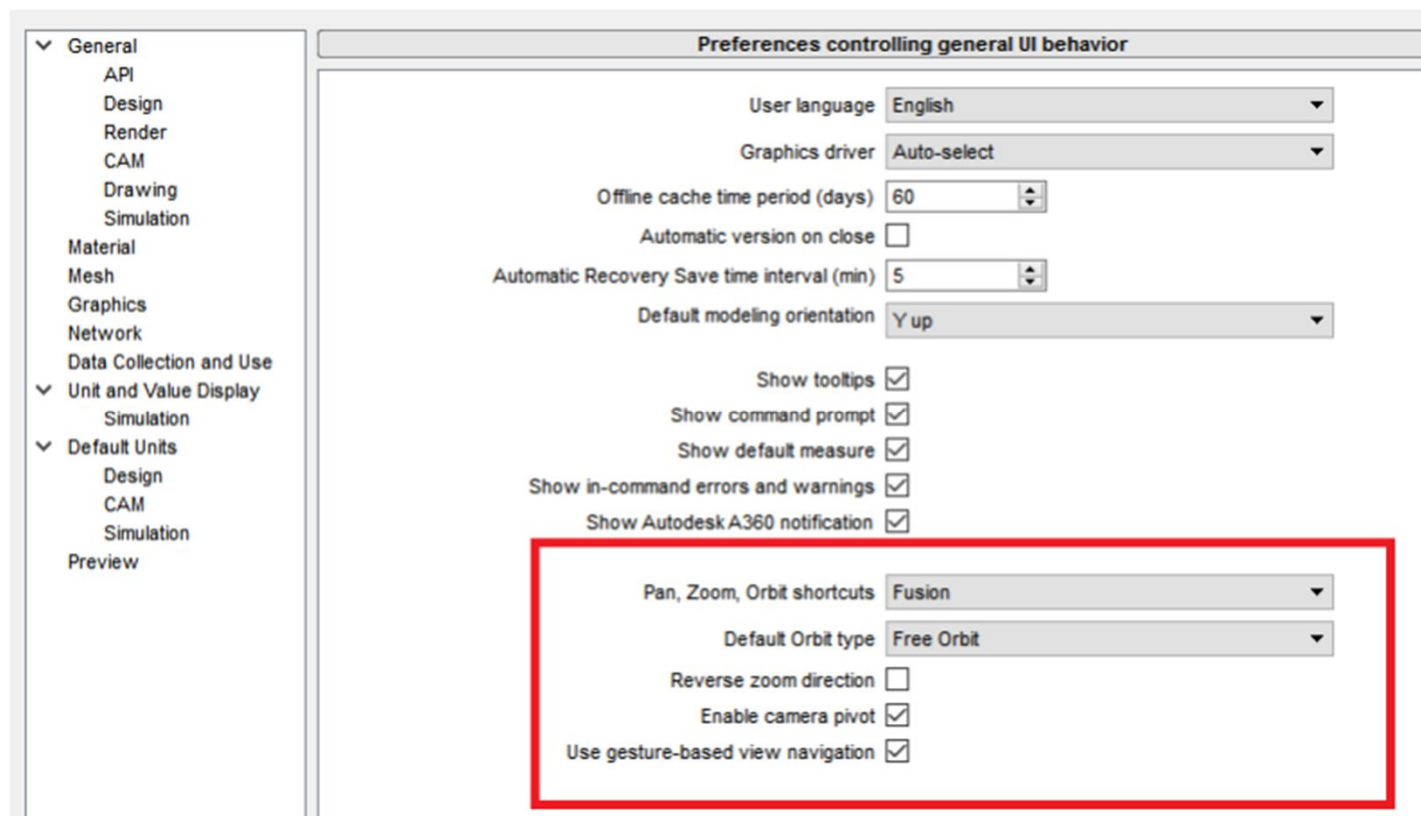 General
API
Design
Render
CAM
Drawing
Simulation
Material
Mesh
Graphics
Network
Data Collection and Use
Unit and Value Display
Simulation
Default Units
Design
CAM
Simulation
Preview
Preferences controlling general UI behavior
User language English
Graphics driver Auto-select
Offline cache time period (days) 60
Automatic version on close
Automatic Recovery Save time interval (min) 5
Default modeling orientation Y up
Show tooltips
Show command prompt
Show default measure
Show in-command errors and warnings
Show Autodesk A360 notification
Pan, Zoom, Orbit shortcuts Fusion
Default Orbit type Free Orbit
Reverse zoom direction
Enable camera pivot
Use gesture-based view navigation